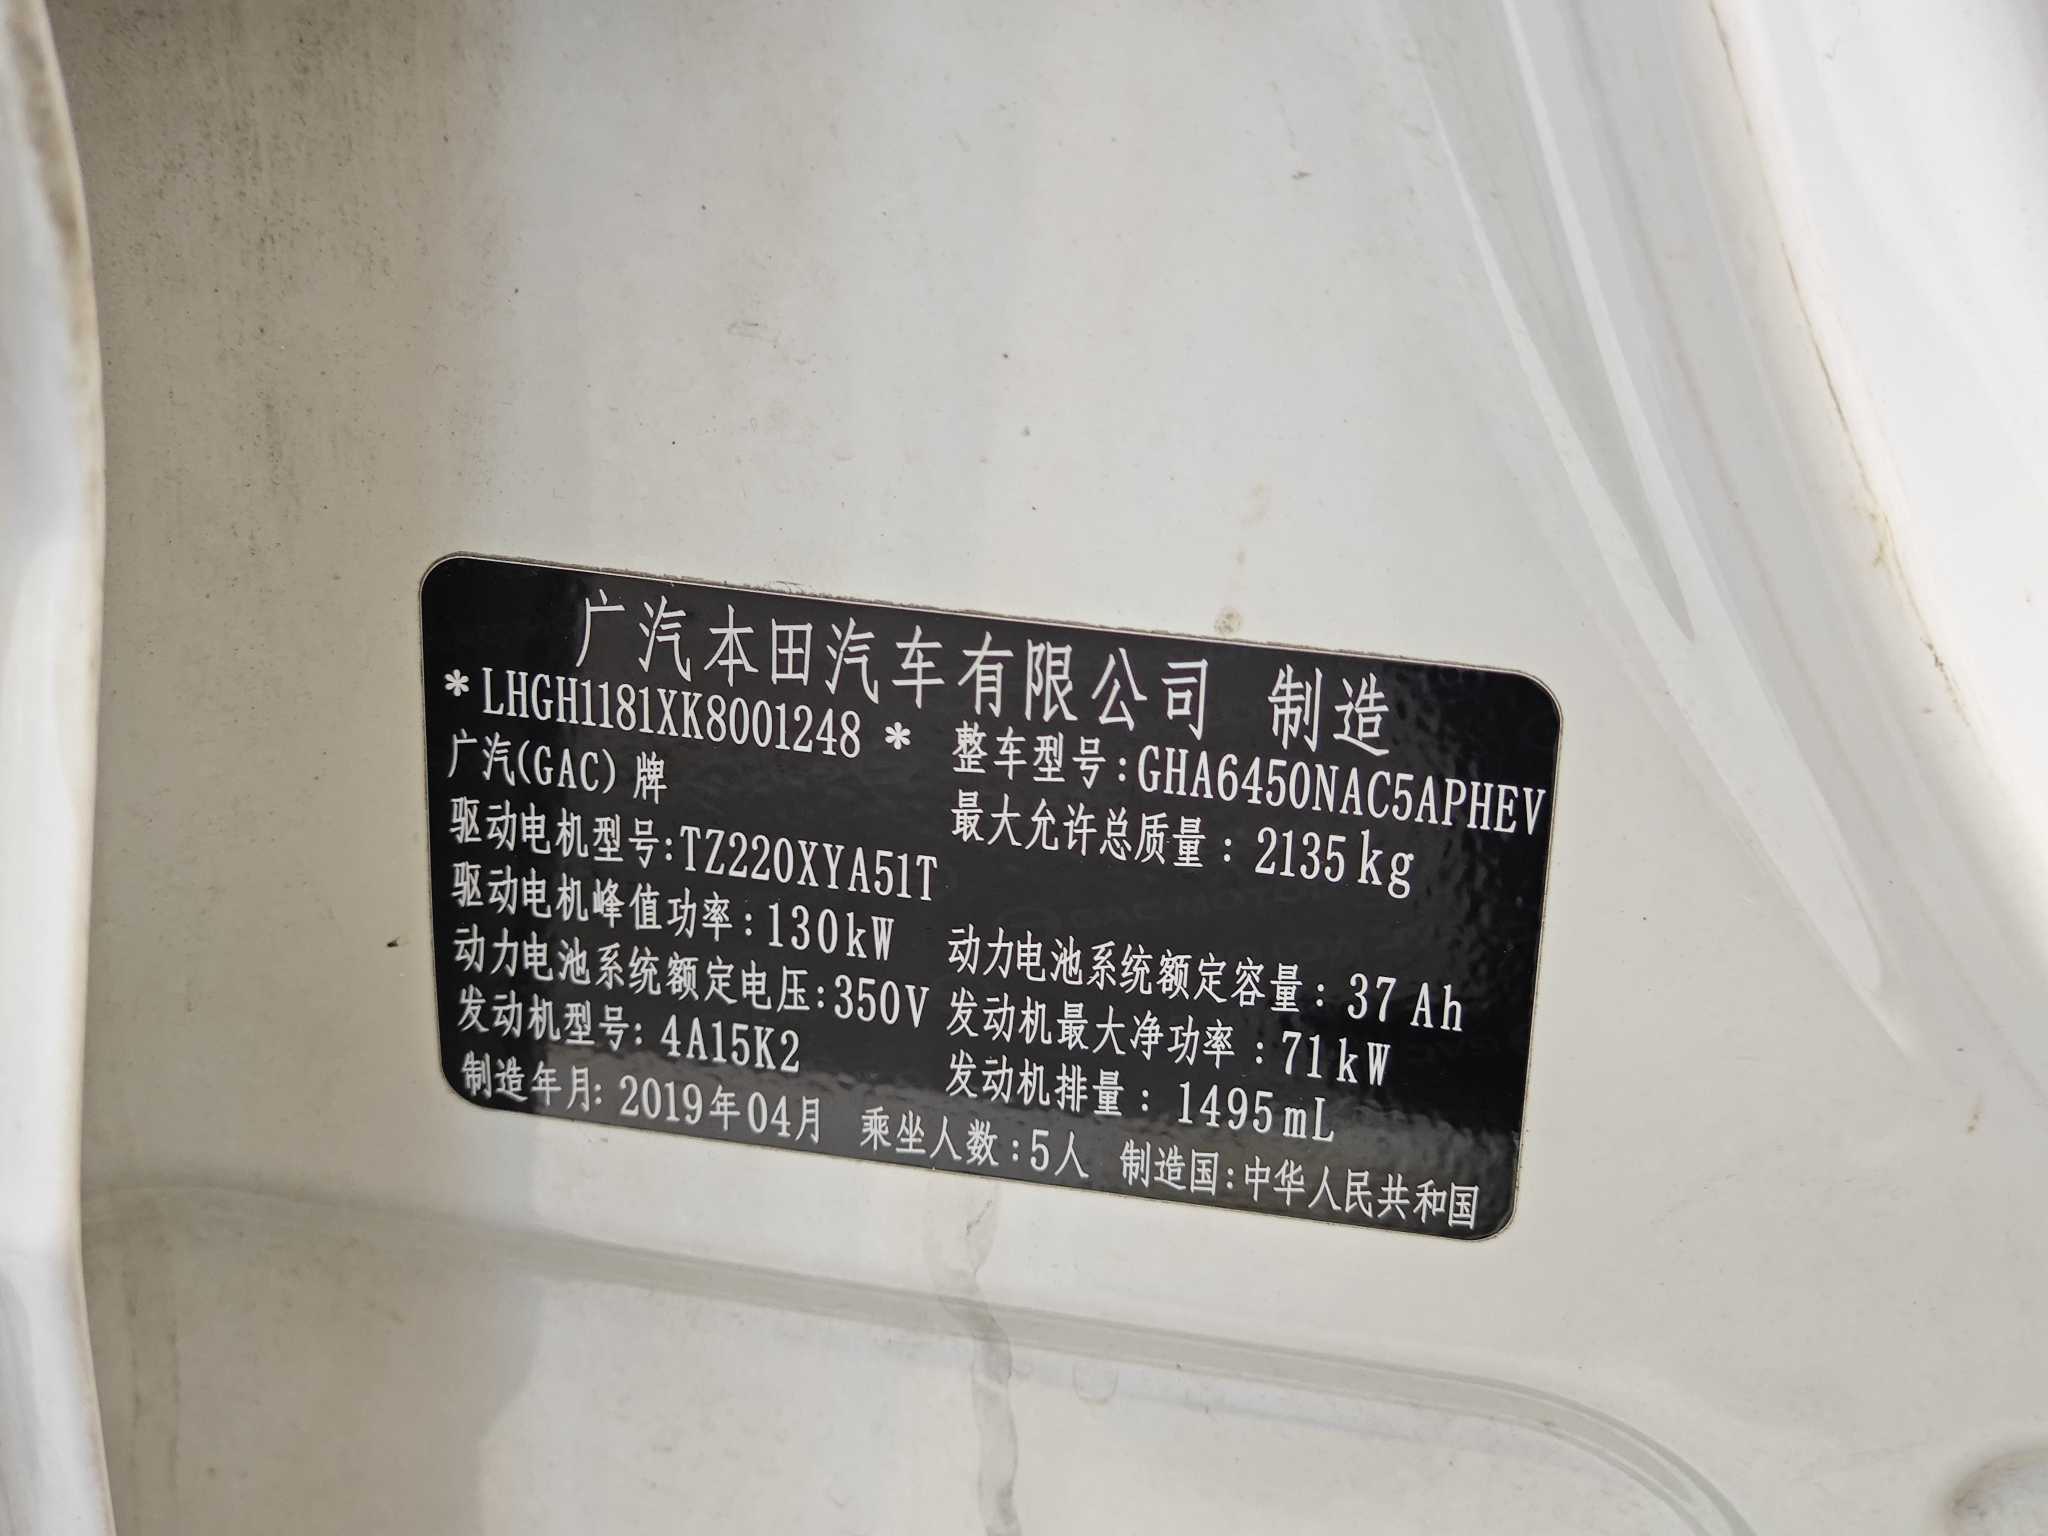 广汽本田汽车有限公司 制造
*LHGH1181XK8001248* 整车型号:GHA6450NAC5APHEV
广汽(GAC)牌 最大允许总质量: 2135kg
驱动电机型号:TZ220XYA51T
驱动电机峰值功率:130kW 动力电池系统额定容量: 37Ah
动力电池系统额定电压:350V 发动机最大净功率:71kW
发动机型号: 4A15K2 发动机排量: 1495mL
制造年月: 2019年04月 乘坐人数:5人 制造国:中华人民共和国